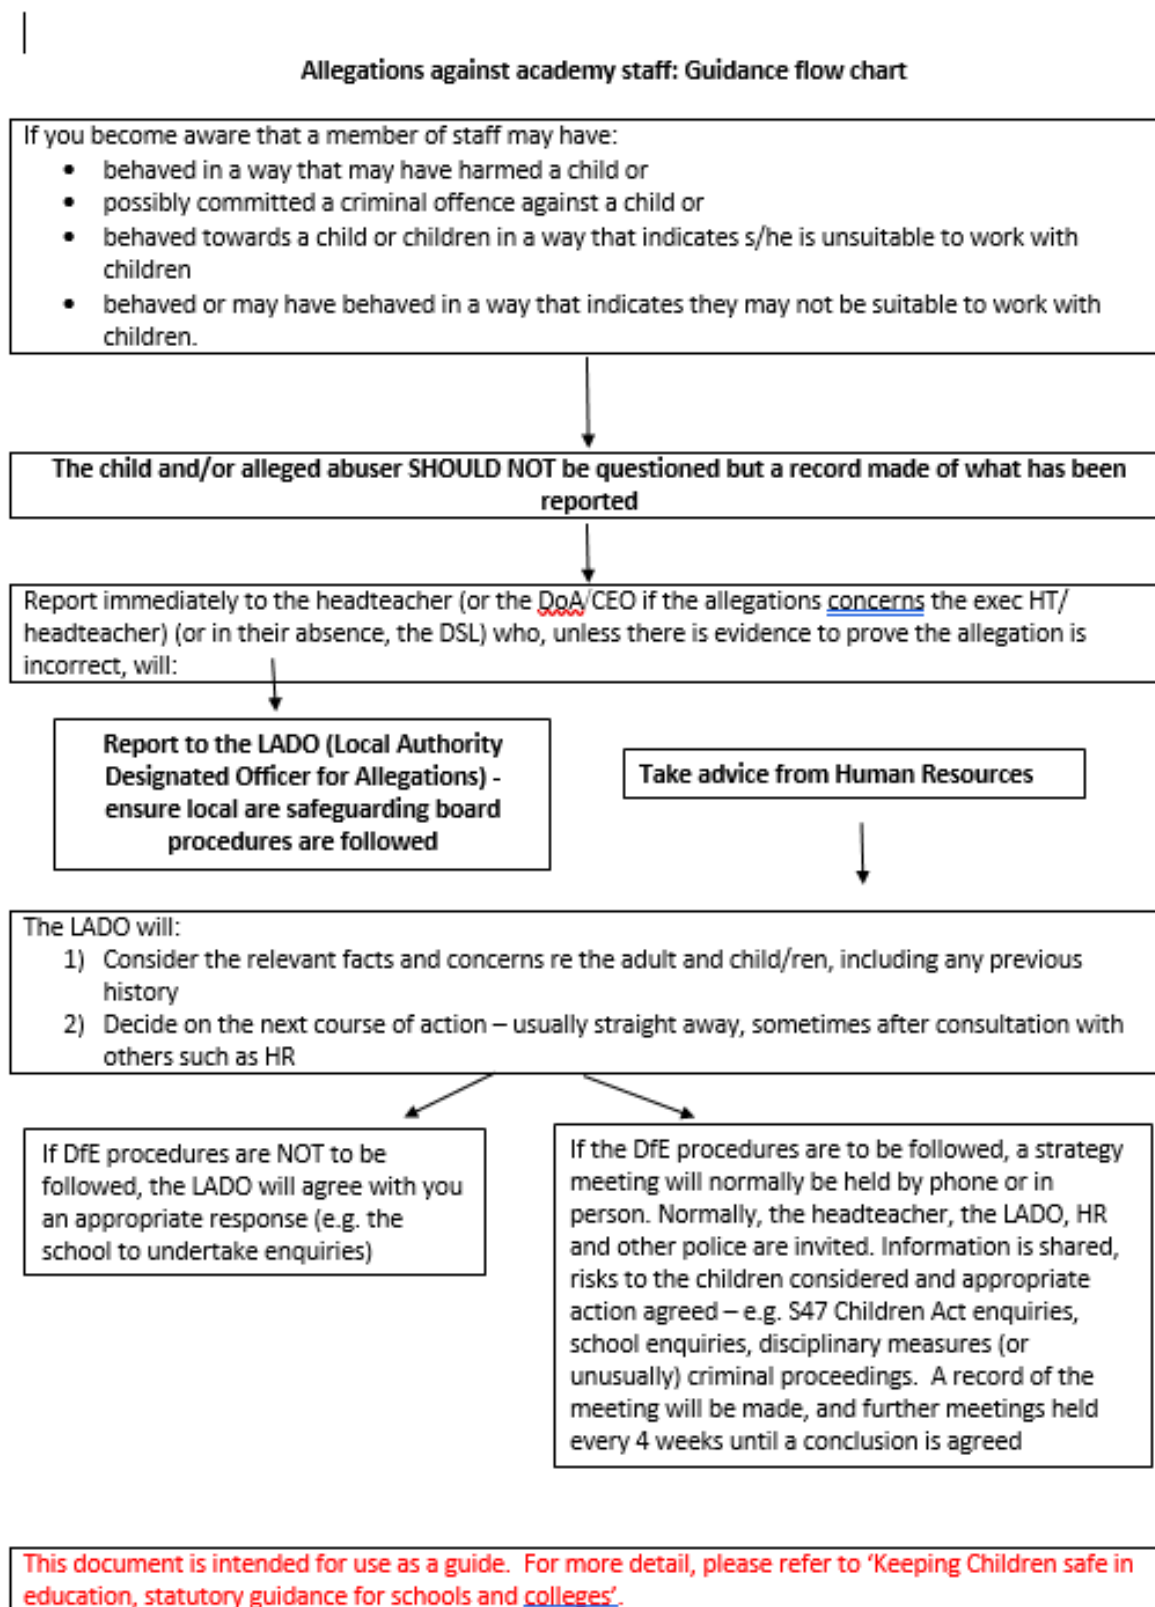 Allegations against academy staff: Guidance flow chart
If you become aware that a member of staff may have:
• behaved in a way that may have harmed a child or
• possibly committed a criminal offence against a child or
• behaved towards a child or children in a way that indicates s/he is unsuitable to work with
children
• behaved or may have behaved in a way that indicates they may not be suitable to work with
children.
The child and/or alleged abuser SHOULD NOT be questioned but a record made of what has been
reported
Report immediately to the headteacher (or the DoA/CEO if the allegations concerns the exec HT/
headteacher) (or in their absence, the DSL) who, unless there is evidence to prove the allegation is
incorrect, will:
Report to the LADO (Local Authority
Designated Officer for Allegations) -
ensure local are safeguarding board
procedures are followed
Take advice from Human Resources
The LADO will:
1) Consider the relevant facts and concerns re the adult and child/ren, including any previous
history
2) Decide on the next course of action – usually straight away, sometimes after consultation with
others such as HR
If DfE procedures are NOT to be
followed, the LADO will agree with you
an appropriate response (e.g. the
school to undertake enquiries)
If the DfE procedures are to be followed, a strategy
meeting will normally be held by phone or in
person. Normally, the headteacher, the LADO, HR
and other police are invited. Information is shared,
risks to the children considered and appropriate
action agreed – e.g. S47 Children Act enquiries,
school enquiries, disciplinary measures (or
unusually) criminal proceedings.  A record of the
meeting will be made, and further meetings held
every 4 weeks until a conclusion is agreed
This document is intended for use as a guide.  For more detail, please refer to ‘Keeping Children safe in
education, statutory guidance for schools and colleges’.